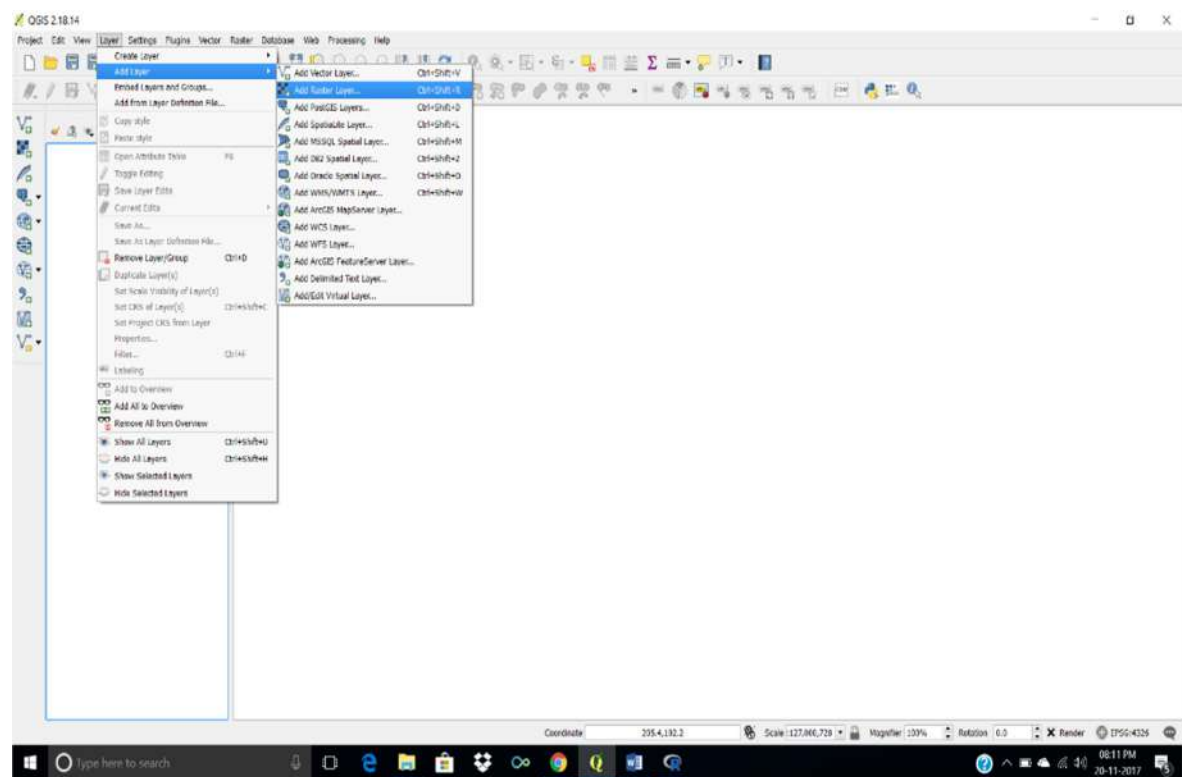 QGIS 2.18.14
Project Edit View Layer Settings Plugins Vector Raster Database Web Processing Help
Create Layer
Add Layer
Embed Layers and Groups...
Add from Layer Definition File...
Copy style
Paste style
Open Attribute Table F6
Toggle Editing
Save Layer Edits
Current Edits
Save As...
Save As Layer Definition File...
Remove Layer/Group Ctrl+D
Duplicate Layer(s)
Set Scale Visibility of Layer(s)
Set CRS of Layer(s) Ctrl+Shift+C
Set Project CRS from Layer
Properties...
Filter... Ctrl+F
Labeling
Add to Overview
Add All to Overview
Remove All from Overview
Show All Layers Ctrl+Shift+U
Hide All Layers Ctrl+Shift+H
Show Selected Layers
Hide Selected Layers
Add Vector Layer... Ctrl+Shift+V
Add Raster Layer... Ctrl+Shift+R
Add PostGIS Layers... Ctrl+Shift+D
Add SpatiaLite Layer... Ctrl+Shift+L
Add MSSQL Spatial Layer... Ctrl+Shift+M
Add DB2 Spatial Layer... Ctrl+Shift+2
Add Oracle Spatial Layer... Ctrl+Shift+O
Add WMS/WMTS Layer... Ctrl+Shift+W
Add ArcGIS MapServer Layer...
Add WCS Layer...
Add WFS Layer...
Add ArcGIS FeatureServer Layer...
Add Delimited Text Layer...
Add/Edit Virtual Layer...
Coordinate 235.4,192.2 Scale Magnifier 100% Rotation 0.0 Render EPSG:4326
Type here to search
08:11 PM
20-11-2017